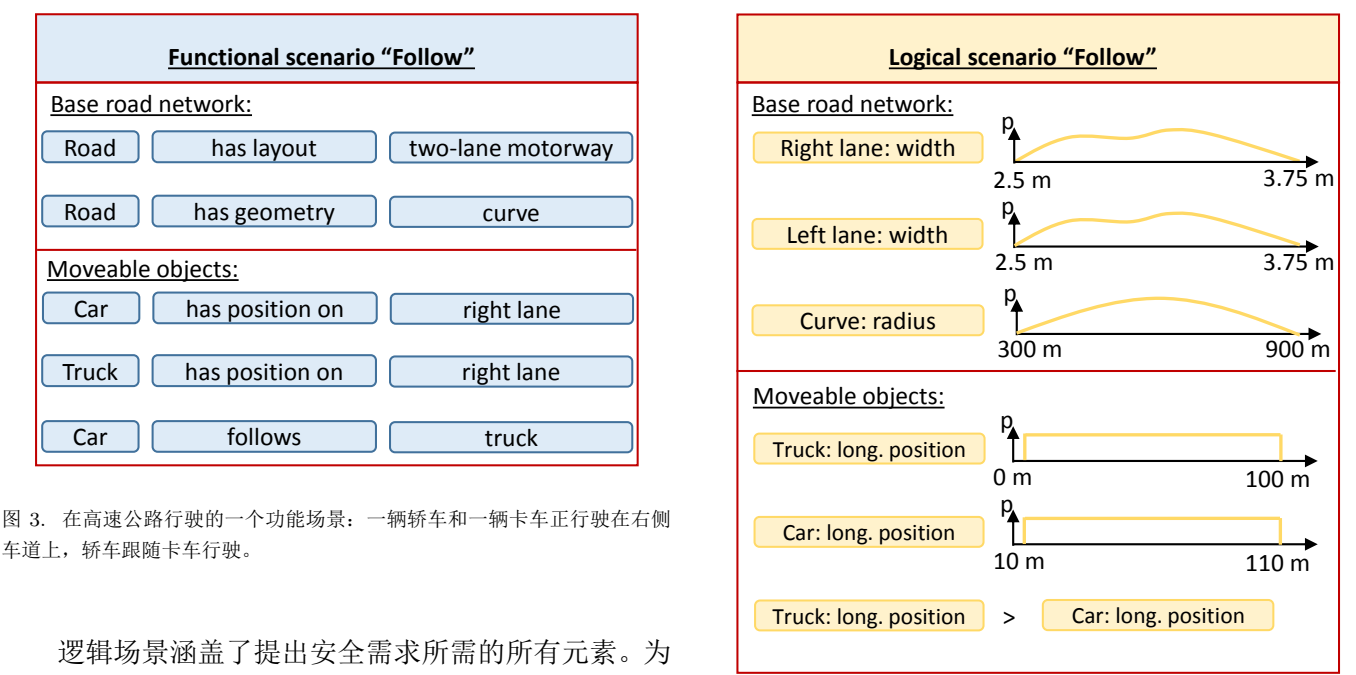 Functional scenario “Follow”
Base road network:
Road has layout two-lane motorway
Road has geometry curve
Moveable objects:
Car has position on right lane
Truck has position on right lane
Car follows truck
图 3. 在高速公路行驶的一个功能场景：一辆轿车和一辆卡车正行驶在右侧
车道上，轿车跟随卡车行驶。
逻辑场景涵盖了提出安全需求所需的所有元素。为
Logical scenario “Follow”
Base road network:
p
Right lane: width
2.5 m 3.75 m
p
Left lane: width
2.5 m 3.75 m
p
Curve: radius
300 m 900 m
Moveable objects:
p
Truck: long. position
0 m 100 m
p
Car: long. position
10 m 110 m
Truck: long. position > Car: long. position